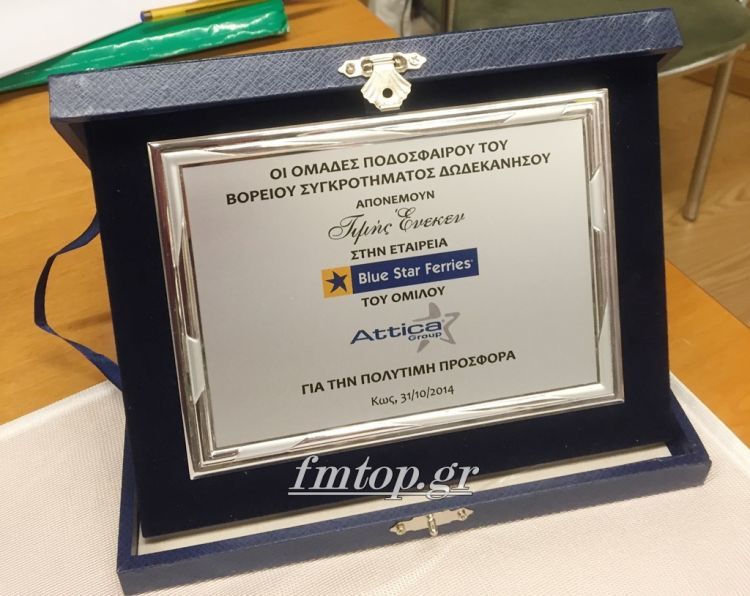 ΟΙ ΟΜΑΔΕΣ ΠΟΔΟΣΦΑΙΡΟΥ ΤΟΥ
ΒΟΡΕΙΟΥ ΣΥΓΚΡΟΤΗΜΑΤΟΣ ΔΩΔΕΚΑΝΗΣΟΥ
ΑΠΟΝΕΜΟΥΝ
Τιμής Ένεκεν
ΣΤΗΝ ΕΤΑΙΡΕΙΑ
Blue Star Ferries
ΤΟΥ ΟΜΙΛΟΥ
Attica
Group
ΓΙΑ ΤΗΝ ΠΟΛΥΤΙΜΗ ΠΡΟΣΦΟΡΑ
Κως, 31/10/2014
fmtop.gr